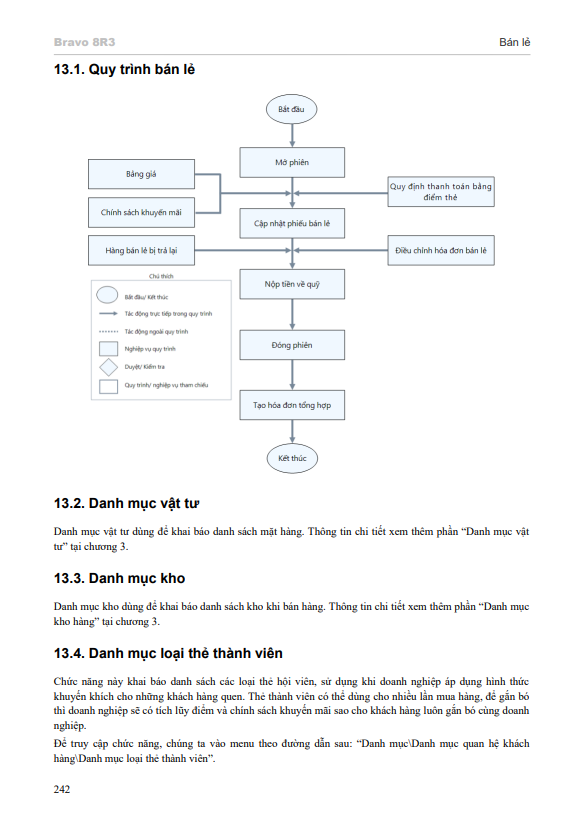 Bravo 8R3
Bán lẻ
13.1. Quy trình bán lẻ
Bắt đầu
Mở phiên
Bảng giá
Quy định thanh toán bằng
điểm thẻ
Chính sách khuyến mãi
Cập nhật phiếu bán lẻ
Hàng bán lẻ bị trả lại
Điều chỉnh hóa đơn bán lẻ
Chú thích
Bắt đầu/ Kết thúc
Tác động trực tiếp trong quy trình
Tác động ngoài quy trình
Nghiệp vụ quy trình
Duyệt/ Kiểm tra
Quy trình/ nghiệp vụ tham chiếu
Nộp tiền về quỹ
Đóng phiên
Tạo hóa đơn tổng hợp
Kết thúc
13.2. Danh mục vật tư
Danh mục vật tư dùng để khai báo danh sách mặt hàng. Thông tin chi tiết xem thêm phần “Danh mục vật
tư” tại chương 3.
13.3. Danh mục kho
Danh mục kho dùng để khai báo danh sách kho khi bán hàng. Thông tin chi tiết xem thêm phần “Danh mục
kho hàng” tại chương 3.
13.4. Danh mục loại thẻ thành viên
Chức năng này khai báo danh sách các loại thẻ hội viên, sử dụng khi doanh nghiệp áp dụng hình thức
khuyến khích cho những khách hàng quen. Thẻ thành viên có thể dùng cho nhiều lần mua hàng, để gắn bó
thì doanh nghiệp sẽ có tích lũy điểm và chính sách khuyến mãi sao cho khách hàng luôn gắn bó cùng doanh
nghiệp.
Để truy cập chức năng, chúng ta vào menu theo đường dẫn sau: “Danh mục\Danh mục quan hệ khách
hàng\Danh mục loại thẻ thành viên”.
242